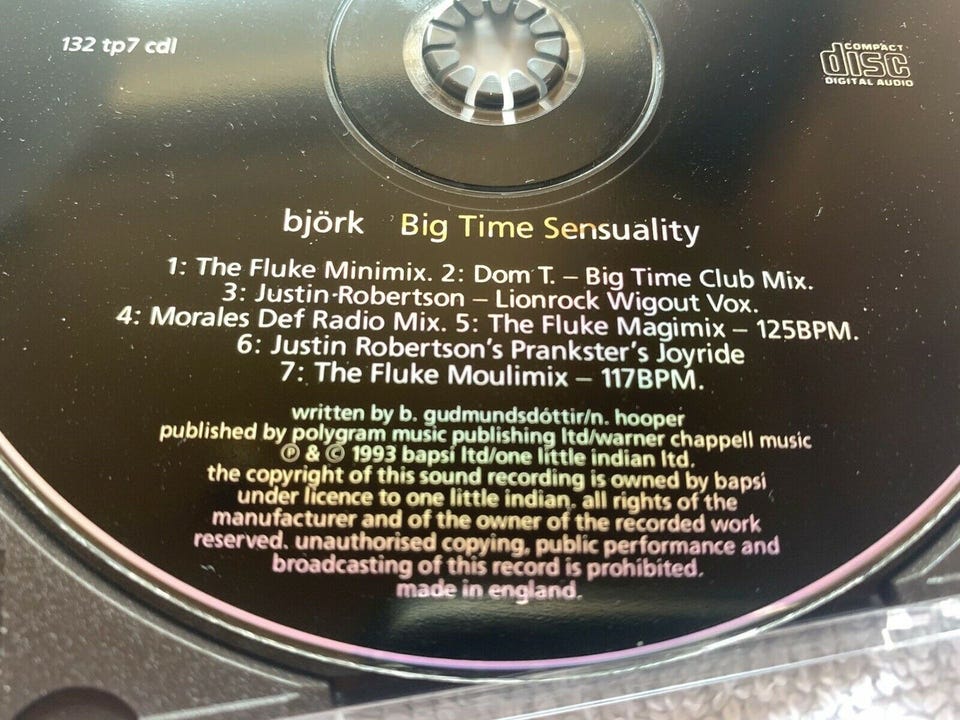 132 tp7 cdl
COMPACT
disc
DIGITAL AUDIO
björk Big Time Sensuality
1: The Fluke Minimix. 2: Dom T. – Big Time Club Mix.
3: Justin Robertson – Lionrock Wigout Vox.
4: Morales Def Radio Mix. 5: The Fluke Magimix – 125BPM.
6: Justin Robertson's Prankster's Joyride
7: The Fluke Moulimix – 117BPM.
written by b. gudmundsdóttir/n. hooper
published by polygram music publishing ltd/warner chappell music
℗ & © 1993 bapsi ltd/one little indian ltd.
the copyright of this sound recording is owned by bapsi
under licence to one little indian. all rights of the
manufacturer and of the owner of the recorded work
reserved. unauthorised copying, public performance and
broadcasting of this record is prohibited.
made in england.